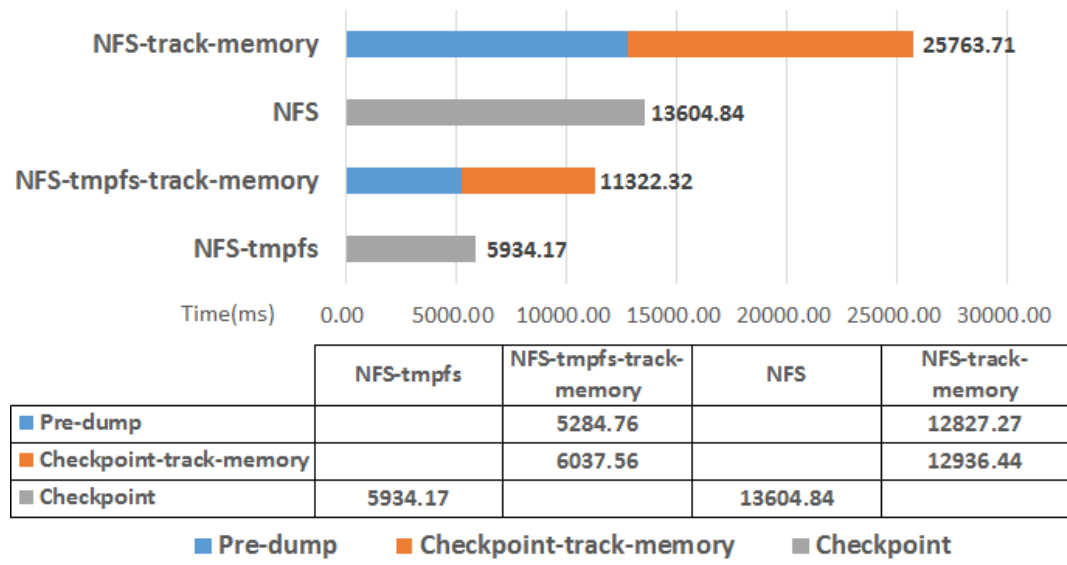 NFS-track-memory 25763.71
NFS 13604.84
NFS-tmpfs-track-memory 11322.32
NFS-tmpfs 5934.17
Time(ms) 0.00 5000.00 10000.00 15000.00 20000.00 25000.00 30000.00
NFS-tmpfs NFS-tmpfs-track-memory NFS NFS-track-memory
Pre-dump 5284.76 12827.27
Checkpoint-track-memory 6037.56 12936.44
Checkpoint 5934.17 13604.84
Pre-dump Checkpoint-track-memory Checkpoint